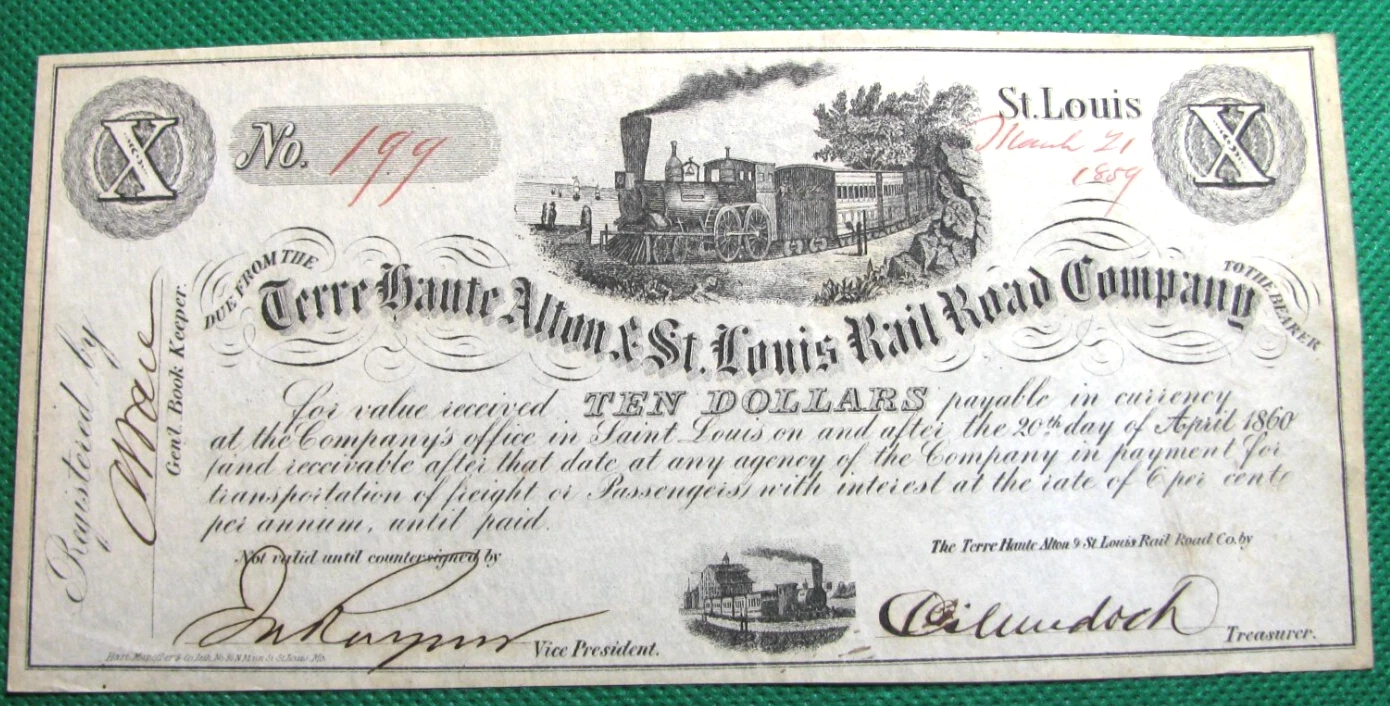 X
No. 199
St. Louis
March 21
1859
X
DUE FROM THE
Terre Haute Alton & St. Louis Rail Road Company
TO THE BEARER
for value received TEN DOLLARS payable in currency
at the Company's office in Saint Louis on and after the 20th day of April 1860
(and receivable after that date at any agency of the Company in payment for
transportation of freight or Passengers) with interest at the rate of 6 per cent
per annum, until paid.
Registered by
Genl. Book Keeper.
Not valid until countersigned by
Vice President.
The Terre Haute Alton & St. Louis Rail Road Co. by
Treasurer.